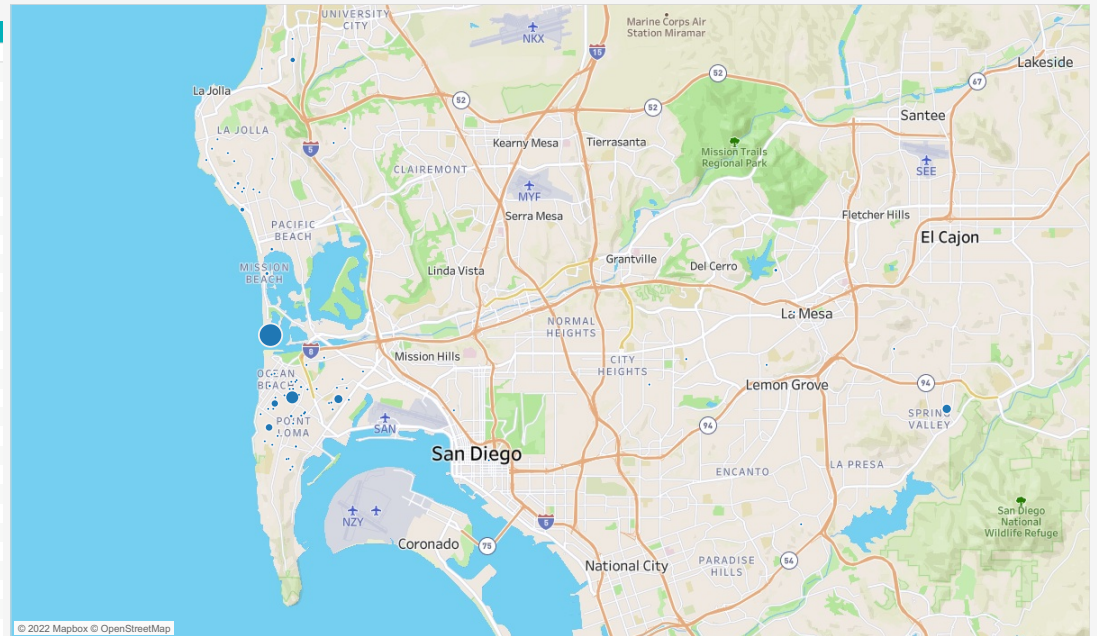 UNIVERSITY
CITY
NKX
Marine Corps Air
Station Miramar
15
52
67
Lakeside
La Jolla
52
52
Santee
LA JOLLA
5
Kearny Mesa
Tierrasanta
Mission Trails
Regional Park
SEE
CLAIREMONT
MYF
Serra Mesa
Fletcher Hills
PACIFIC
BEACH
El Cajon
MISSION
BEACH
Linda Vista
Grantville
Del Cerro
La Mesa
NORMAL
HEIGHTS
8
Mission Hills
CITY
HEIGHTS
OCEAN
BEACH
Lemon Grove
94
SPRING
VALLEY
POINT
LOMA
SAN
94
San Diego
ENCANTO
LA PRESA
NZY
5
San Diego
National
Wildlife Refuge
Coronado
75
National City
PARADISE
HILLS
54
© 2022 Mapbox © OpenStreetMap